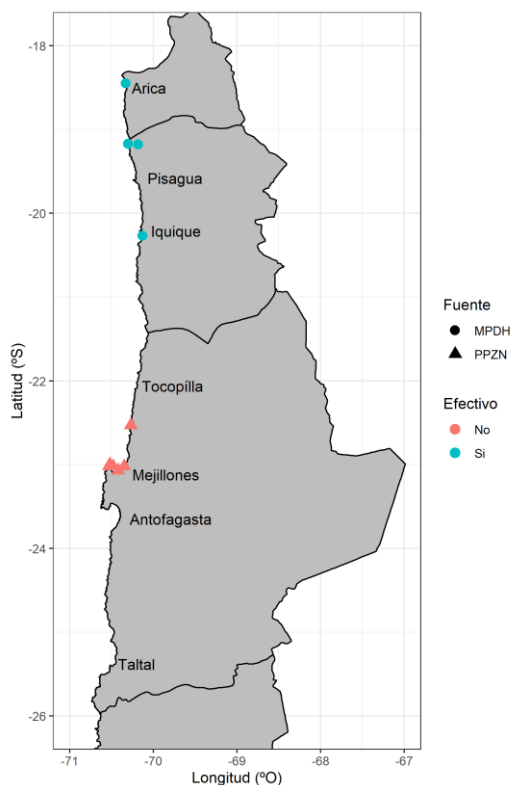 -18
-20
-22
-24
-26
Latitud (ºS)
Arica
Pisagua
Iquique
Tocopílla
Mejillones
Antofagasta
Taltal
-71 -70 -69 -68 -67
Longitud (ºO)
Fuente
MPDH
PPZN
Efectivo
No
Si